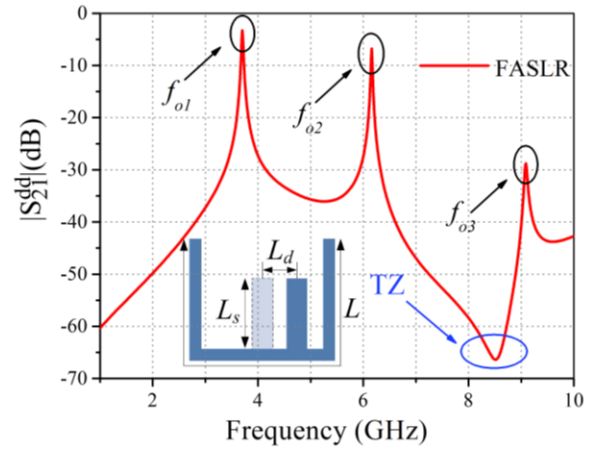 0
-10
-20
-30
-40
-50
-60
-70
|S21dd|(dB)
fo1
fo2
FASLR
fo3
Ld
Ls
L
TZ
2 4 6 8 10
Frequency (GHz)